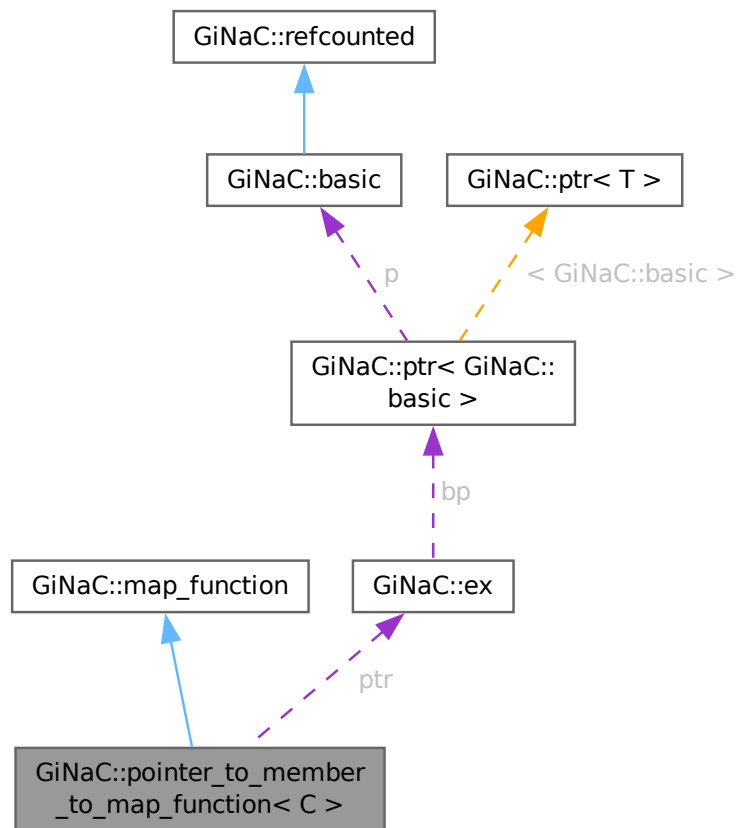 GiNaC::refcounted
GiNaC::basic
GiNaC::ptr< T >
p
< GiNaC::basic >
GiNaC::ptr< GiNaC::
basic >
bp
GiNaC::map_function
GiNaC::ex
ptr
GiNaC::pointer_to_member
_to_map_function< C >